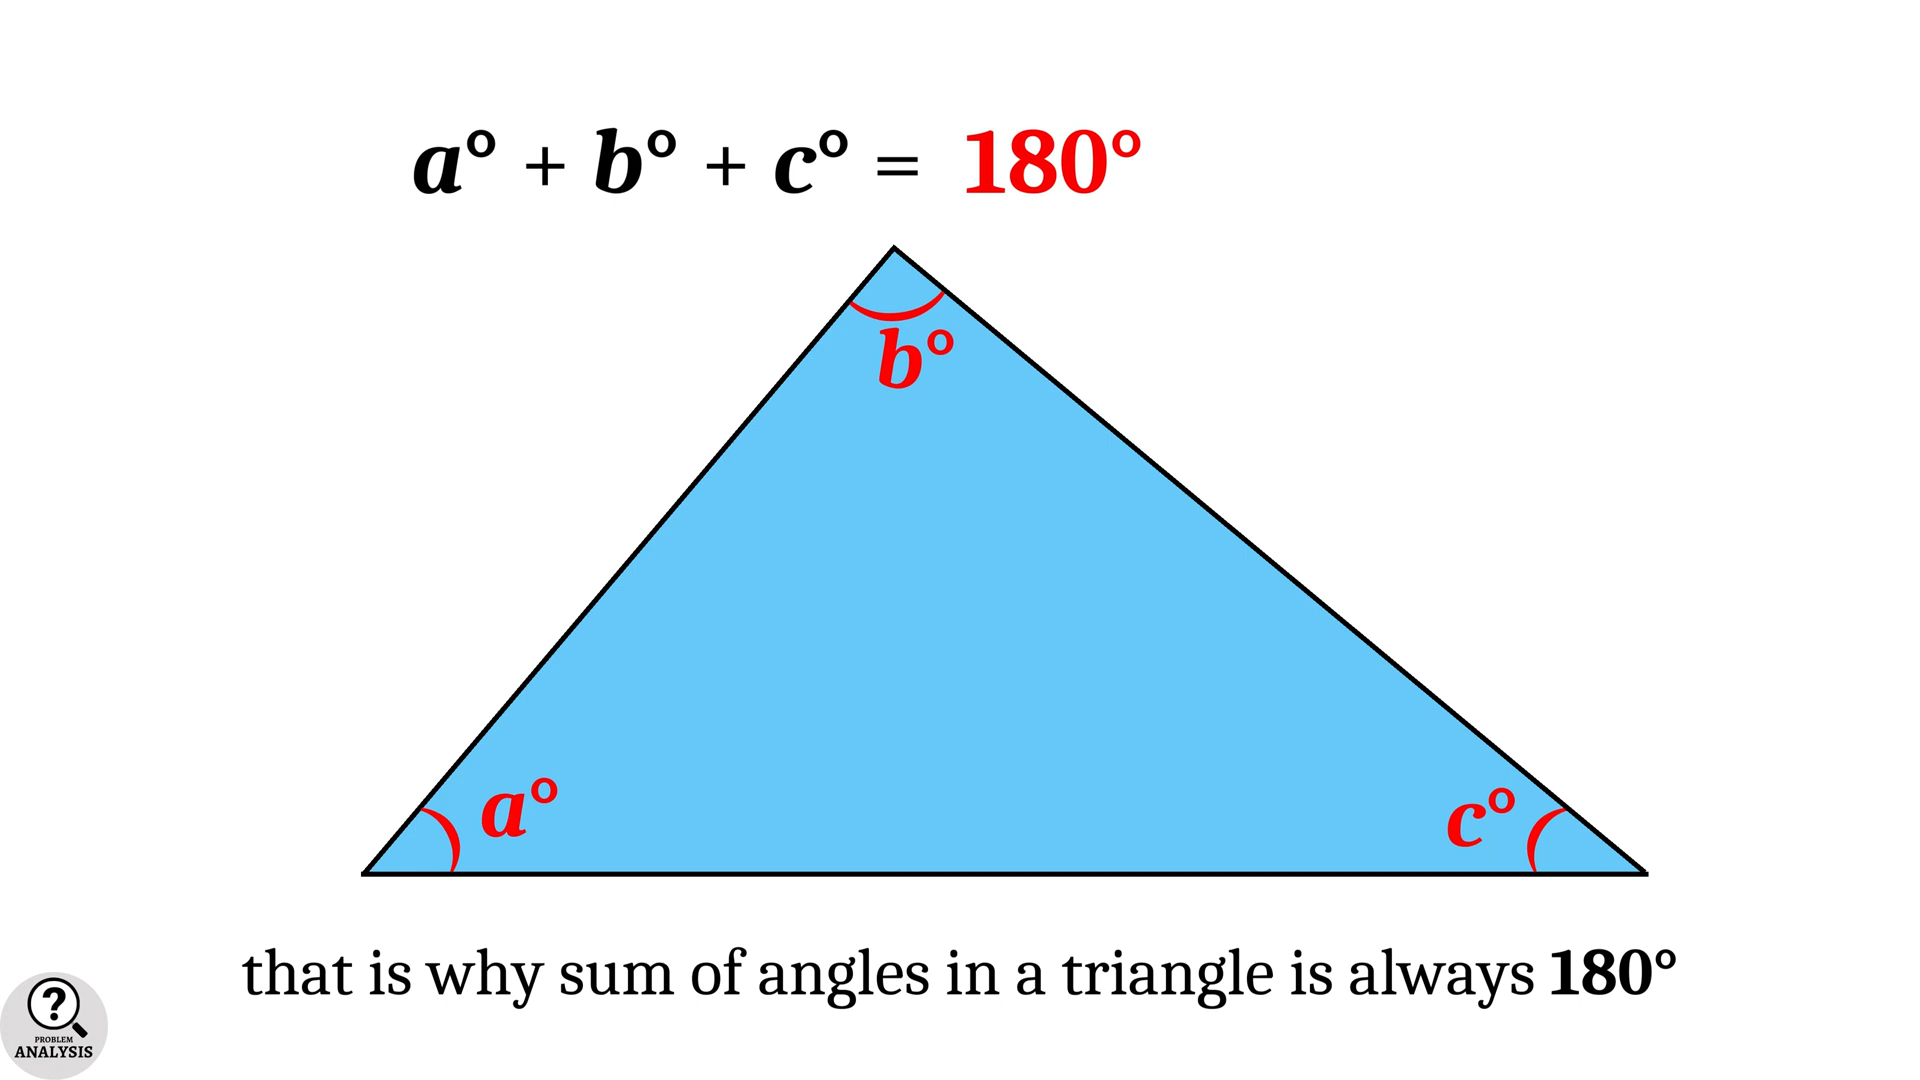 a° + b° + c° = 180°
b°
a°
c°
that is why sum of angles in a triangle is always 180°
?
PROBLEM
ANALYSIS